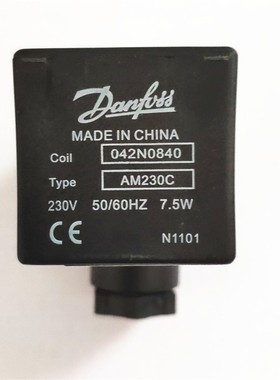 Danfoss
MADE IN CHINA
Coil 042N0840
Type AM230C
230V 50/60HZ 7.5W
CE N1101